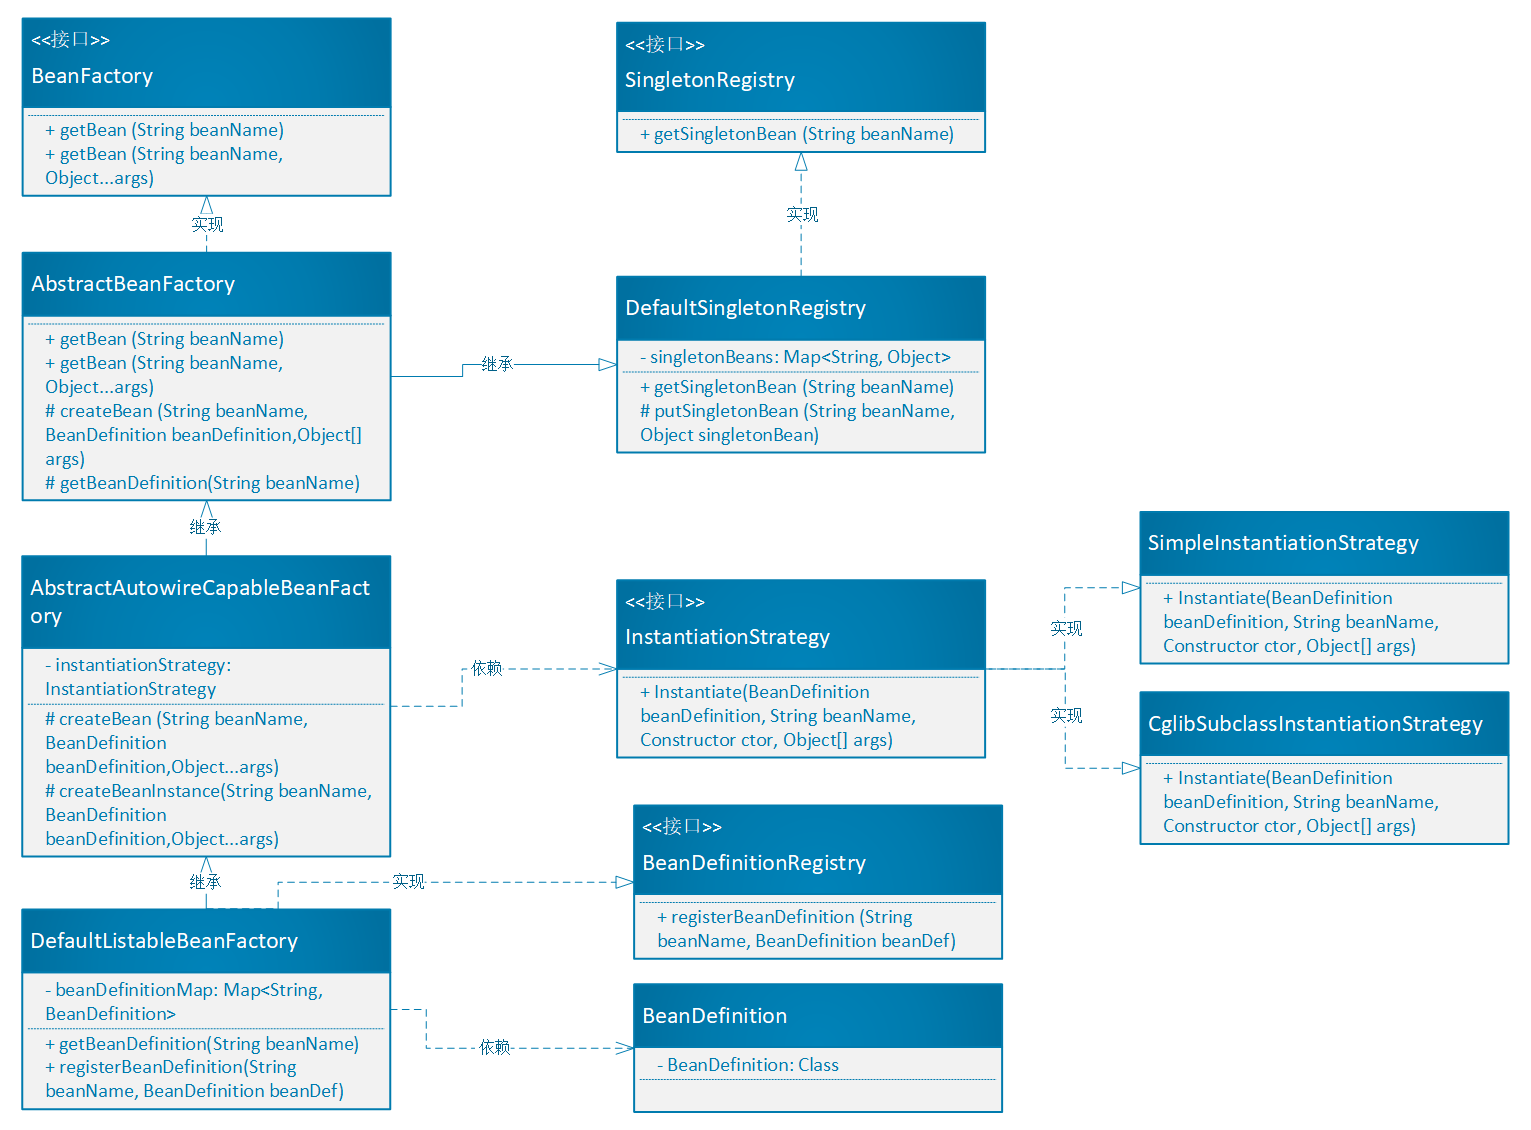 <<接口>>
BeanFactory
+ getBean (String beanName)
+ getBean (String beanName,
Object...args)
实现
AbstractBeanFactory
+ getBean (String beanName)
+ getBean (String beanName,
Object...args)
# createBean (String beanName,
BeanDefinition beanDefinition,Object[]
args)
# getBeanDefinition(String beanName)
继承
<<接口>>
SingletonRegistry
+ getSingletonBean (String beanName)
实现
DefaultSingletonRegistry
- singletonBeans: Map<String, Object>
+ getSingletonBean (String beanName)
# putSingletonBean (String beanName,
Object singletonBean)
继承
AbstractAutowireCapableBeanFact
ory
- instantiationStrategy:
InstantiationStrategy
# createBean (String beanName,
BeanDefinition
beanDefinition,Object...args)
# createBeanInstance(String beanName,
BeanDefinition
beanDefinition,Object...args)
依赖
<<接口>>
InstantiationStrategy
+ Instantiate(BeanDefinition
beanDefinition, String beanName,
Constructor ctor, Object[] args)
实现
SimpleInstantiationStrategy
+ Instantiate(BeanDefinition
beanDefinition, String beanName,
Constructor ctor, Object[] args)
实现
CglibSubclassInstantiationStrategy
+ Instantiate(BeanDefinition
beanDefinition, String beanName,
Constructor ctor, Object[] args)
继承
实现
<<接口>>
BeanDefinitionRegistry
+ registerBeanDefinition (String
beanName, BeanDefinition beanDef)
DefaultListableBeanFactory
- beanDefinitionMap: Map<String,
BeanDefinition>
+ getBeanDefinition(String beanName)
+ registerBeanDefinition(String
beanName, BeanDefinition beanDef)
依赖
BeanDefinition
- BeanDefinition: Class